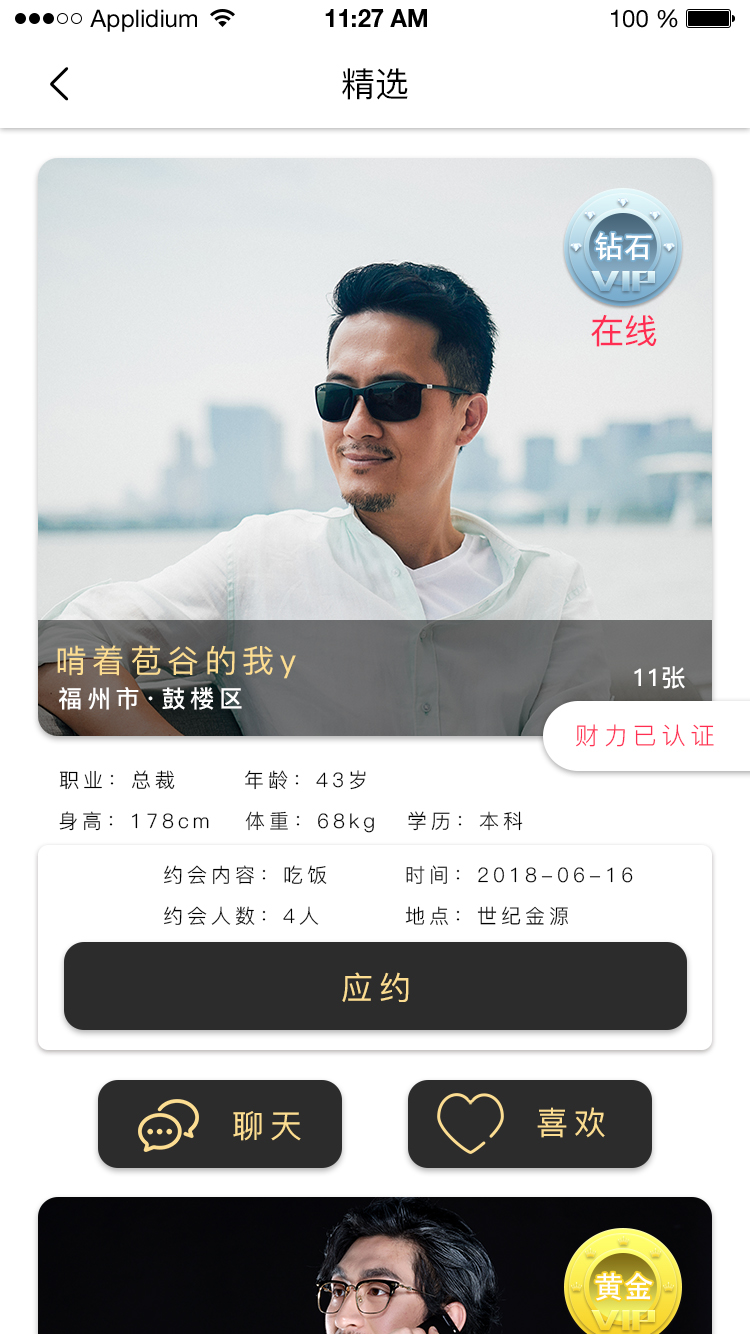 Applidium 11:27 AM 100 %
精选
钻石
VIP
在线
啃着苞谷的我y
福州市·鼓楼区
11张
财力已认证
职业：总裁 年龄：43岁
身高：178cm 体重：68kg 学历：本科
约会内容：吃饭 时间：2018-06-16
约会人数：4人 地点：世纪金源
应约
聊天 喜欢
黄金
VIP